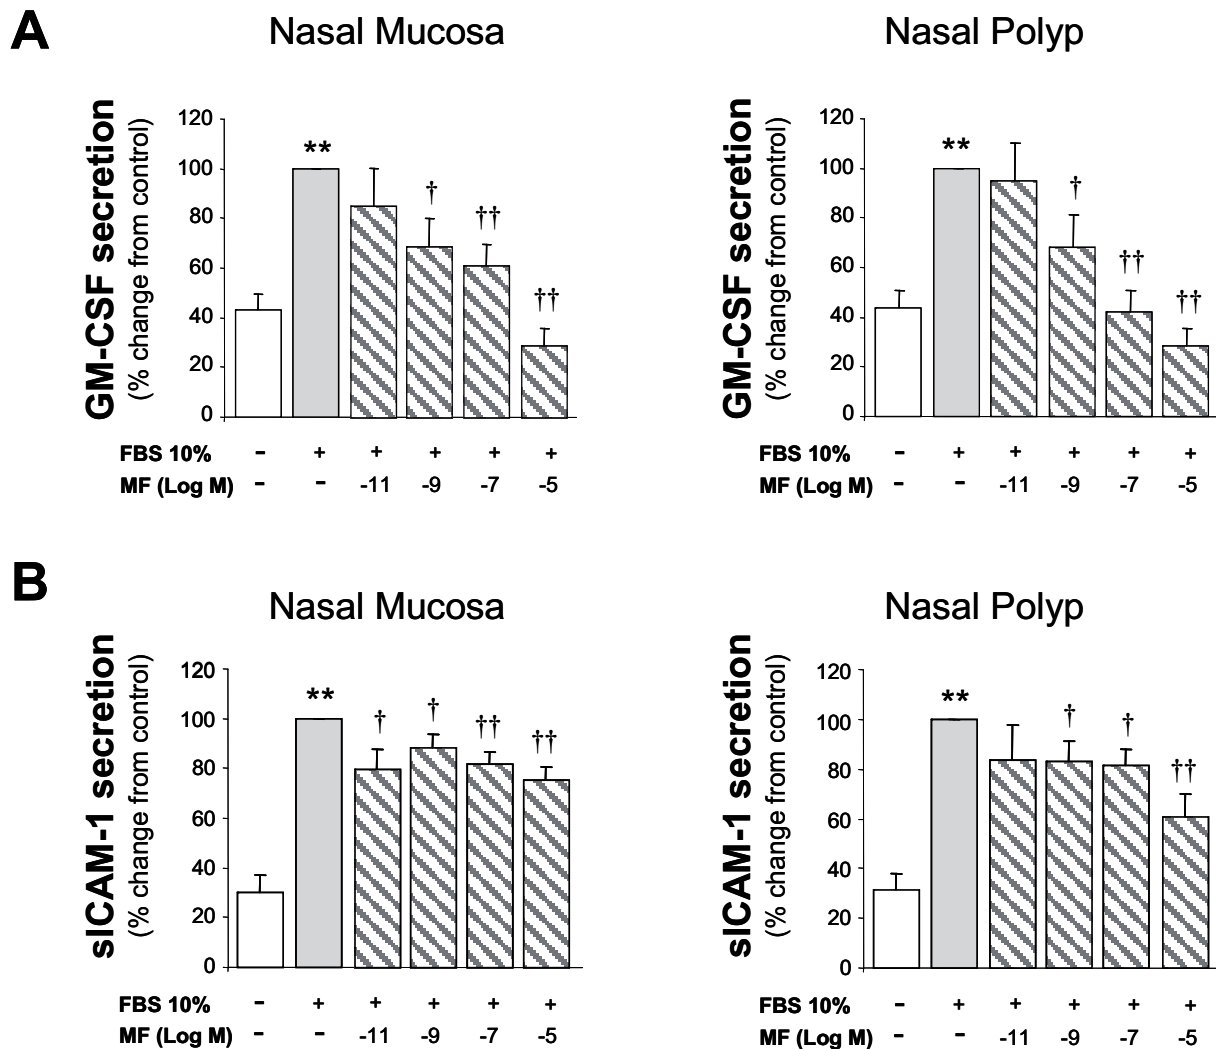 A
Nasal Mucosa
GM-CSF secretion
(% change from control)
120
100
80
60
40
20
0
**
†
††
††
FBS 10% - + + + + +
MF (Log M) - - -11 -9 -7 -5
Nasal Polyp
GM-CSF secretion
(% change from control)
120
100
80
60
40
20
0
**
†
††
††
FBS 10% - + + + + +
MF (Log M) - - -11 -9 -7 -5
B
Nasal Mucosa
sICAM-1 secretion
(% change from control)
120
100
80
60
40
20
0
**
†
†
††
††
FBS 10% - + + + + +
MF (Log M) - - -11 -9 -7 -5
Nasal Polyp
sICAM-1 secretion
(% change from control)
120
100
80
60
40
20
0
**
†
†
††
FBS 10% - + + + + +
MF (Log M) - - -11 -9 -7 -5